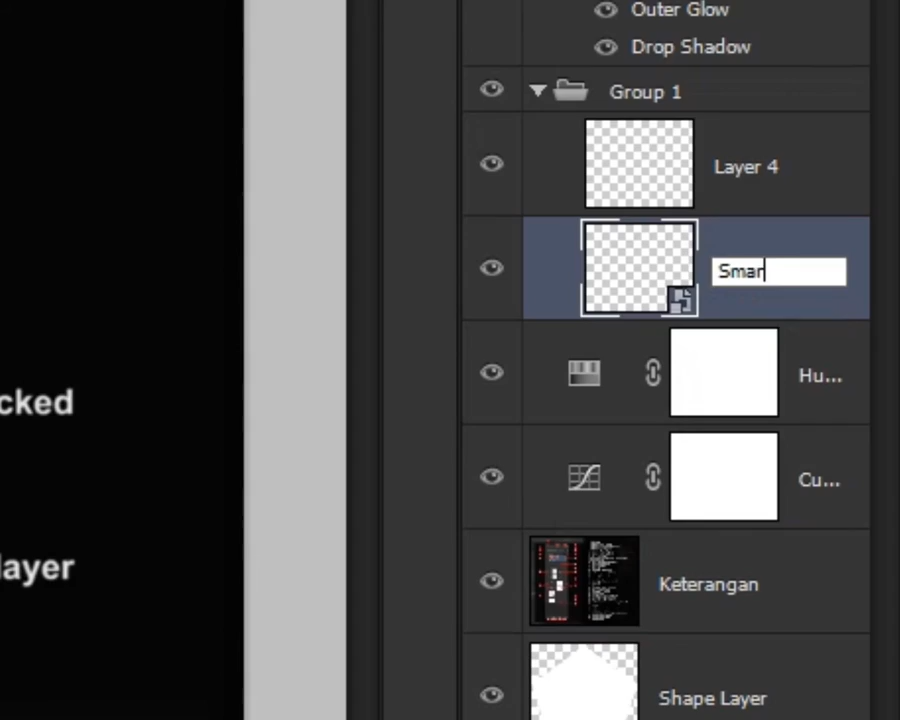 Outer Glow
Drop Shadow
Group 1
Layer 4
Smar
Hu...
cked
Cu...
layer
Keterangan
Shape Layer